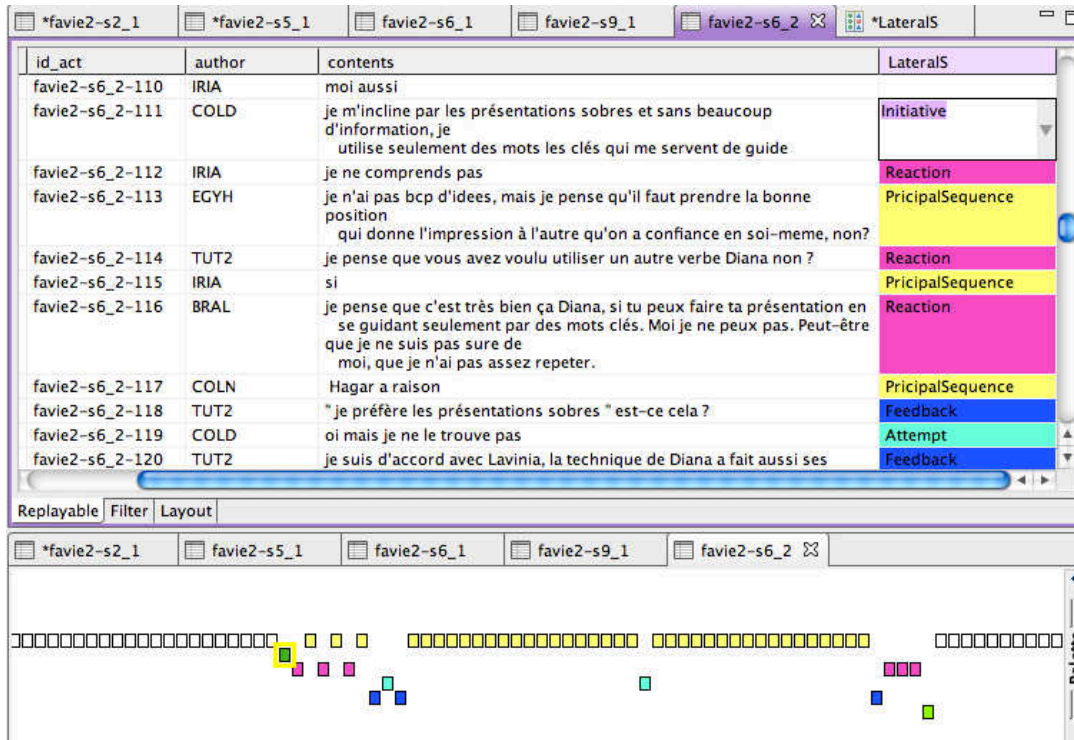 *favie2-s2_1 *favie2-s5_1 favie2-s6_1 favie2-s9_1 favie2-s6_2 *LateralS
id_act author contents LateralS
favie2-s6_2-110 IRIA moi aussi
favie2-s6_2-111 COLD je m'incline par les présentations sobres et sans beaucoup Initiative
d'information, je
utilise seulement des mots les clés qui me servent de guide
favie2-s6_2-112 IRIA je ne comprends pas Reaction
favie2-s6_2-113 EGYH je n'ai pas bcp d'idees, mais je pense qu'il faut prendre la bonne PricipalSequence
position
qui donne l'impression à l'autre qu'on a confiance en soi-meme, non?
favie2-s6_2-114 TUT2 je pense que vous avez voulu utiliser un autre verbe Diana non ? Reaction
favie2-s6_2-115 IRIA si PricipalSequence
favie2-s6_2-116 BRAL je pense que c'est très bien ça Diana, si tu peux faire ta présentation en Reaction
se guidant seulement par des mots clés. Moi je ne peux pas. Peut-être
que je ne suis pas sure de
moi, que je n'ai pas assez repeter.
favie2-s6_2-117 COLN Hagar a raison PricipalSequence
favie2-s6_2-118 TUT2 " je préfère les présentations sobres " est-ce cela ? Feedback
favie2-s6_2-119 COLD oi mais je ne le trouve pas Attempt
favie2-s6_2-120 TUT2 je suis d'accord avec Lavinia, la technique de Diana a fait aussi ses Feedback
Replayable Filter Layout
*favie2-s2_1 favie2-s5_1 favie2-s6_1 favie2-s9_1 favie2-s6_2
Palette